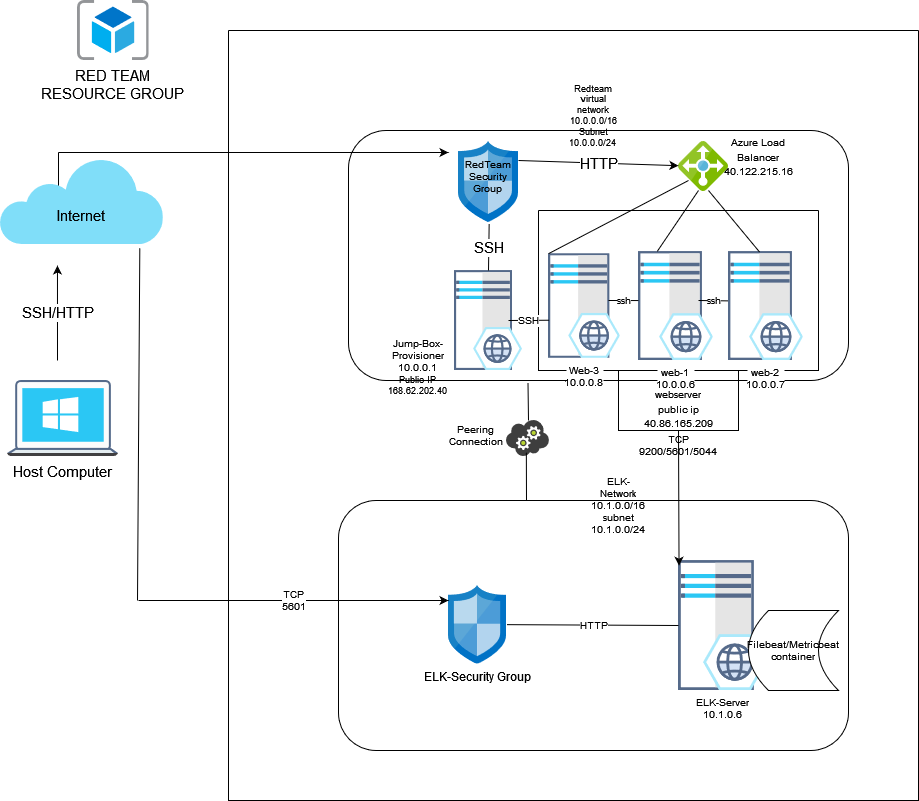 RED TEAM
RESOURCE GROUP
Internet
SSH/HTTP
Host Computer
Redteam
virtual
network
10.0.0.0/16
Subnet
10.0.0.0/24
RedTeam
Security
Group
HTTP
Azure Load
Balancer
40.122.215.16
SSH
SSH
ssh
ssh
Jump-Box-
Provisioner
10.0.0.1
Public IP
168.62.202.40
Web-3
10.0.0.8
web-1
10.0.0.6
web-2
10.0.0.7
webserver
public ip
40.86.165.209
TCP
9200/5601/5044
Peering
Connection
ELK-
Network
10.1.0.0/16
subnet
10.1.0.0/24
TCP
5601
ELK-Security Group
HTTP
Filebeat/Metricbeat
container
ELK-Server
10.1.0.6